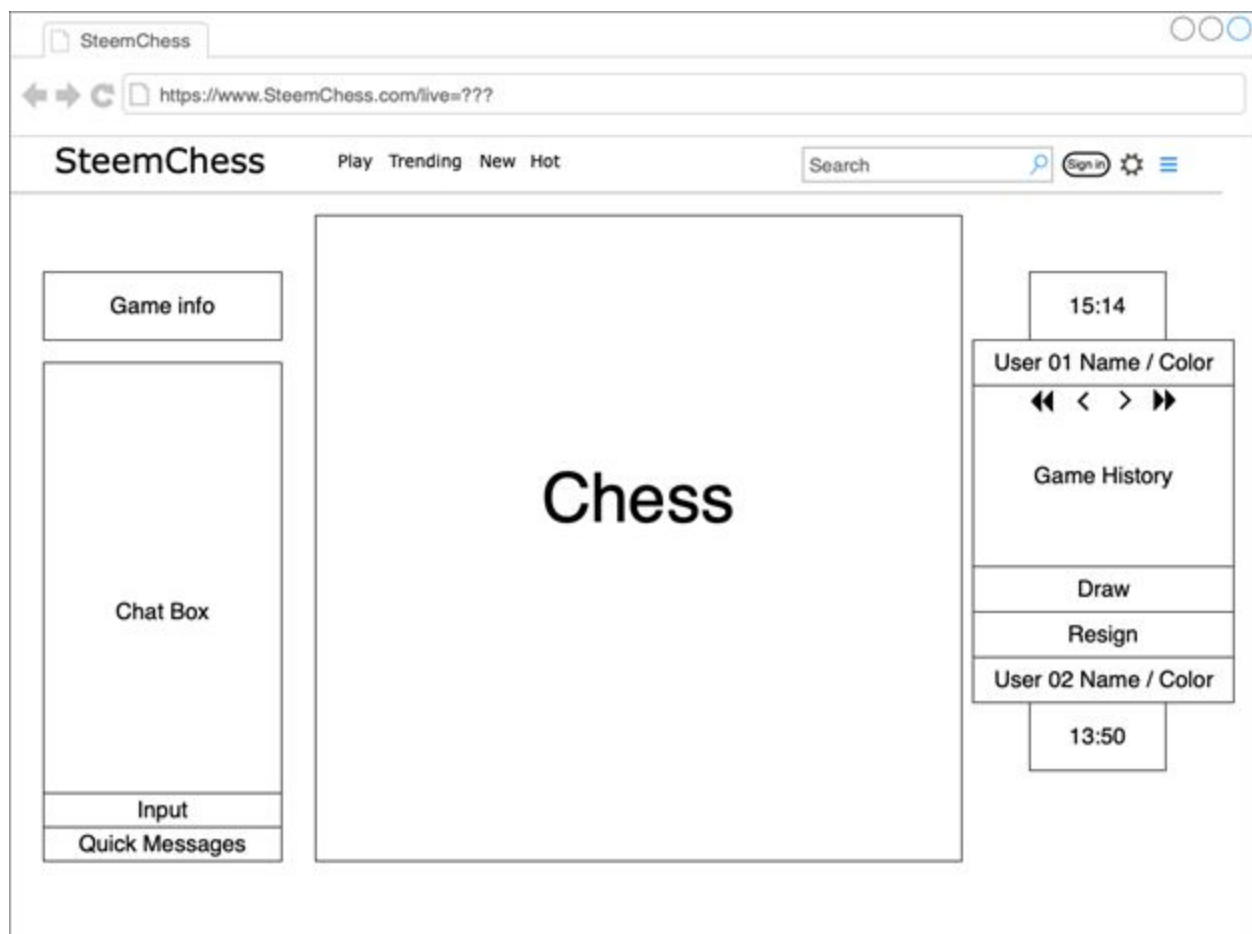 SteemChess
https://www.SteemChess.com/live=???
SteemChess Play Trending New Hot Search Sign in
Game info
Chat Box
Input
Quick Messages
Chess
15:14
User 01 Name / Color
Game History
Draw
Resign
User 02 Name / Color
13:50